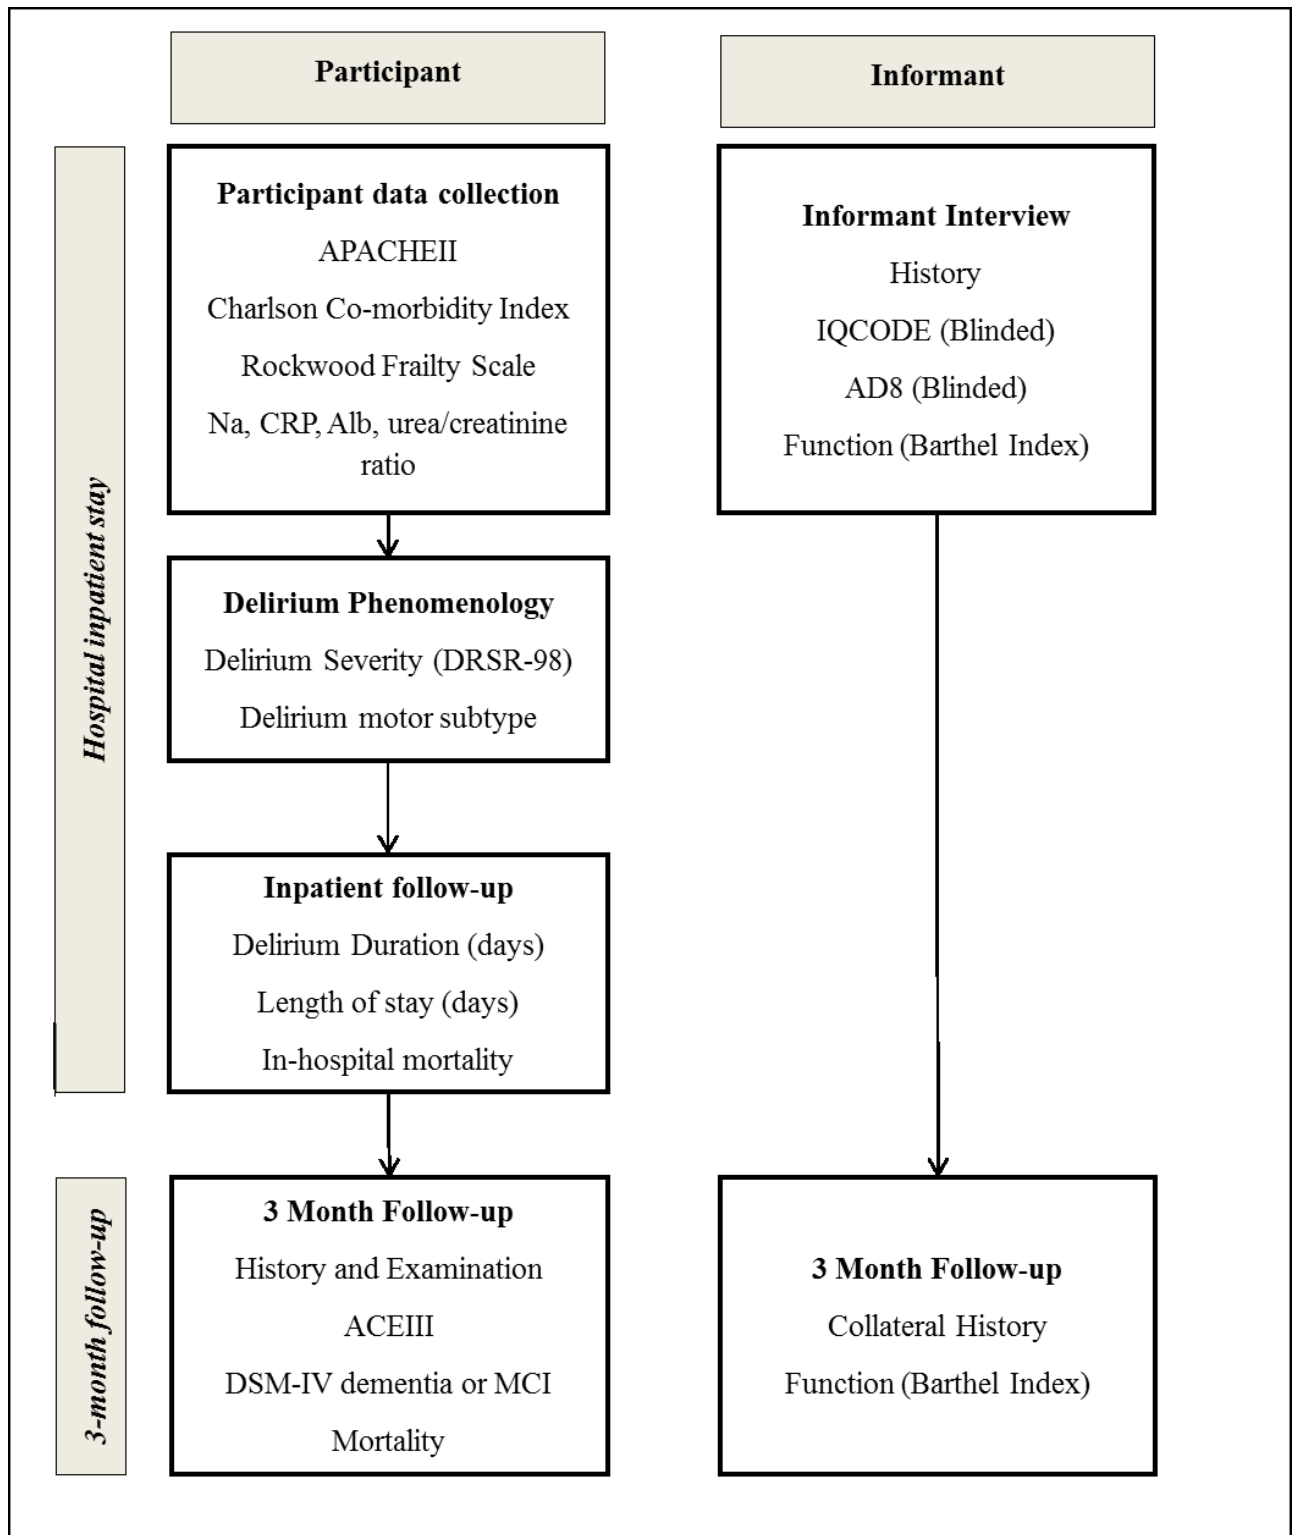 Participant
Informant
Hospital inpatient stay
Participant data collection
APACHEII
Charlson Co-morbidity Index
Rockwood Frailty Scale
Na, CRP, Alb, urea/creatinine
ratio
Informant Interview
History
IQCODE (Blinded)
AD8 (Blinded)
Function (Barthel Index)
Delirium Phenomenology
Delirium Severity (DRSR-98)
Delirium motor subtype
Inpatient follow-up
Delirium Duration (days)
Length of stay (days)
In-hospital mortality
3-month follow-up
3 Month Follow-up
History and Examination
ACEIII
DSM-IV dementia or MCI
Mortality
3 Month Follow-up
Collateral History
Function (Barthel Index)